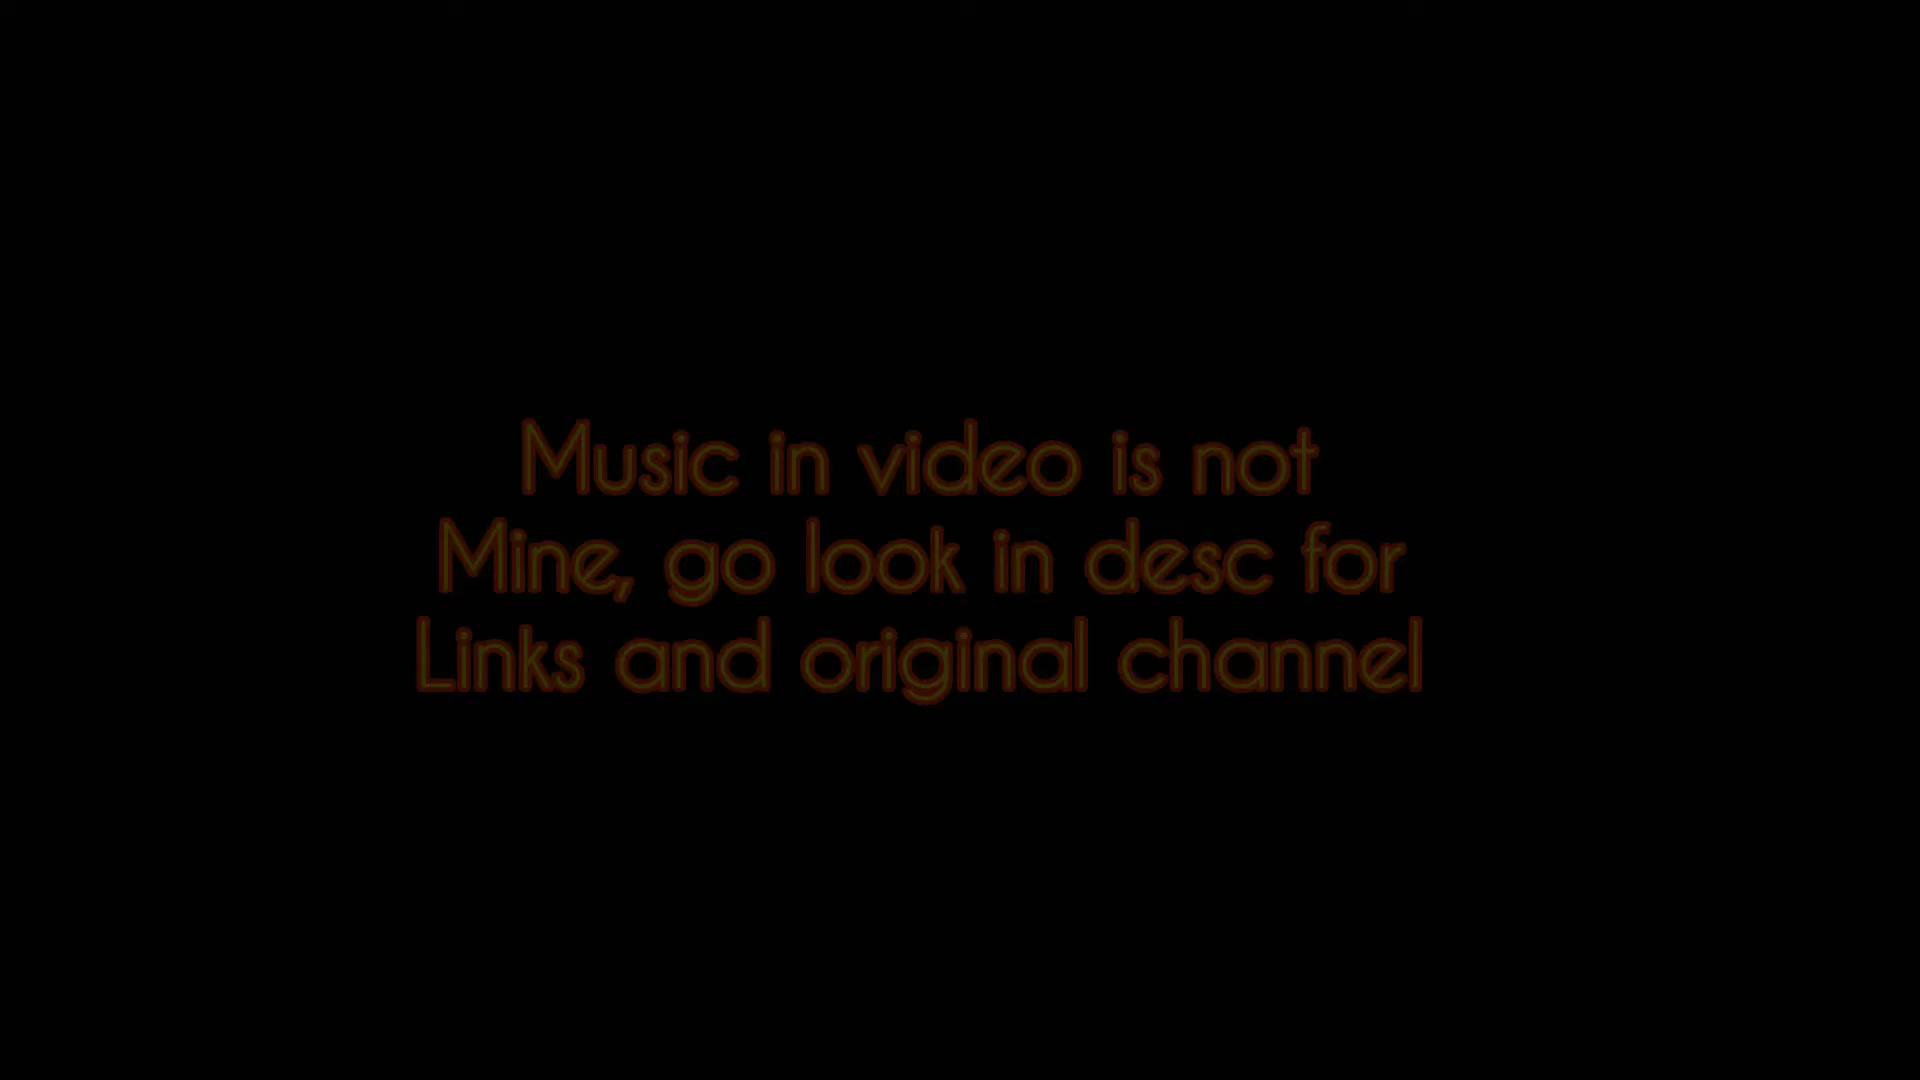 Music in video is not
Mine, go look in desc for
Links and original channel